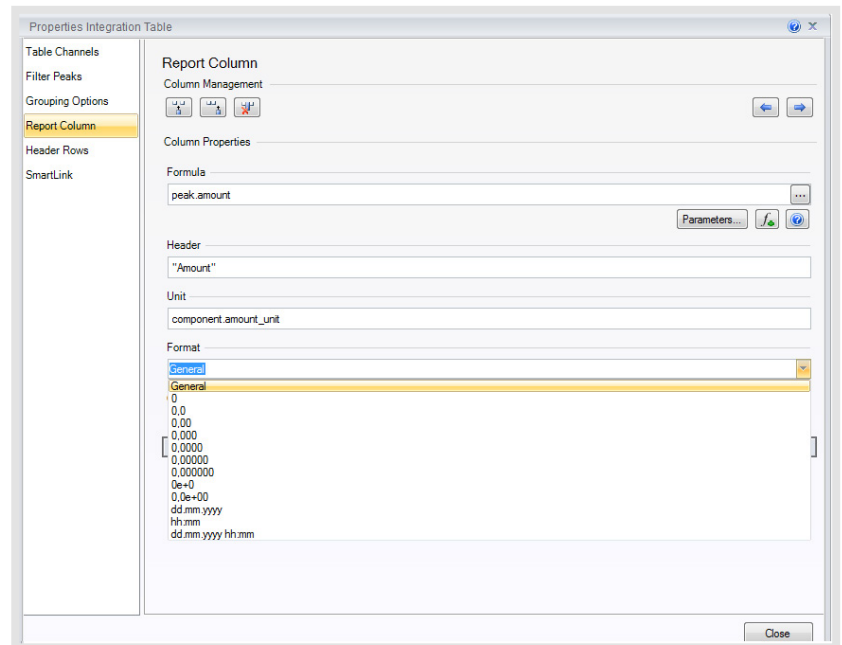 Properties Integration Table
Table Channels
Filter Peaks
Grouping Options
Report Column
Header Rows
SmartLink
Report Column
Column Management
Column Properties
Formula
peak.amount
...
Parameters...
Header
"Amount"
Unit
component.amount_unit
Format
General
General
0
0,0
0,00
0,000
0,0000
0,00000
0,000000
0e+0
0,0e+00
dd.mm.yyyy
hh:mm
dd.mm.yyyy hh:mm
Close